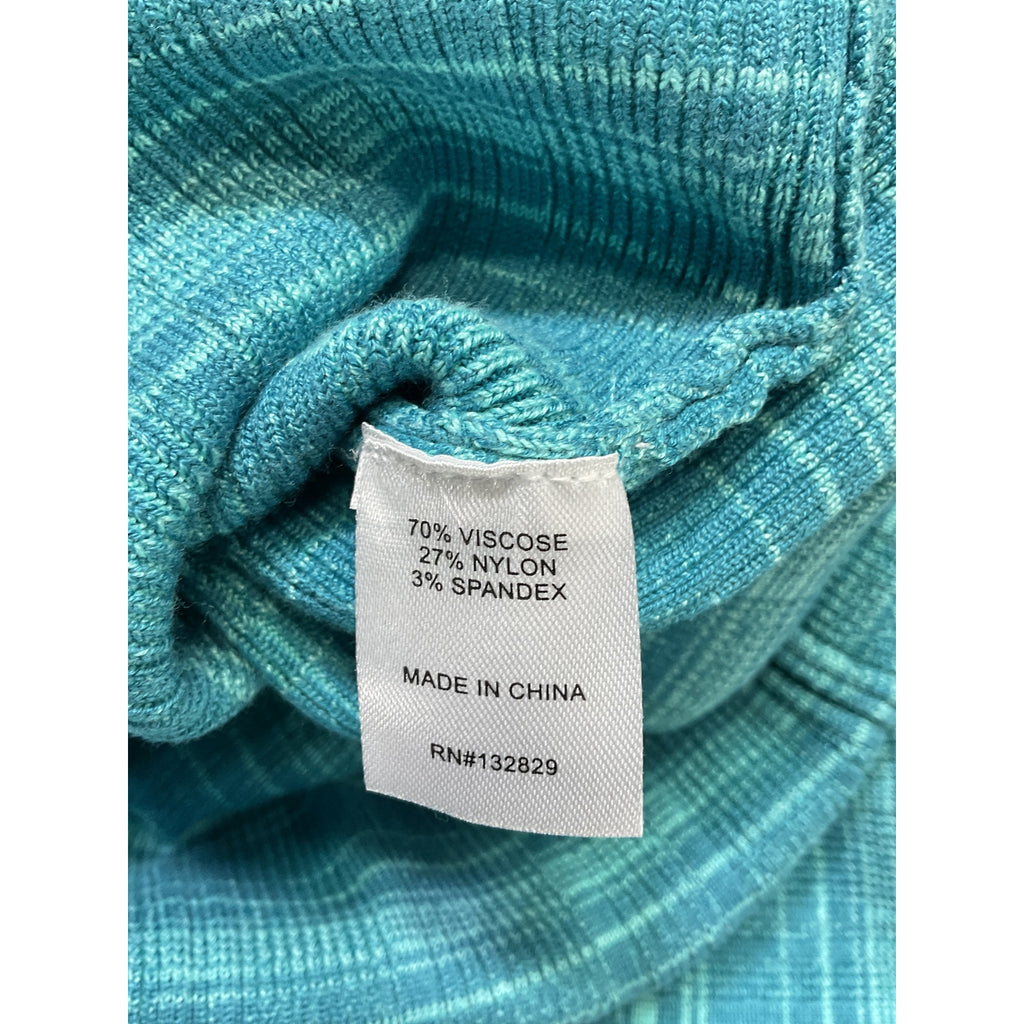 70% VISCOSE
27% NYLON
3% SPANDEX
MADE IN CHINA
RN#132829